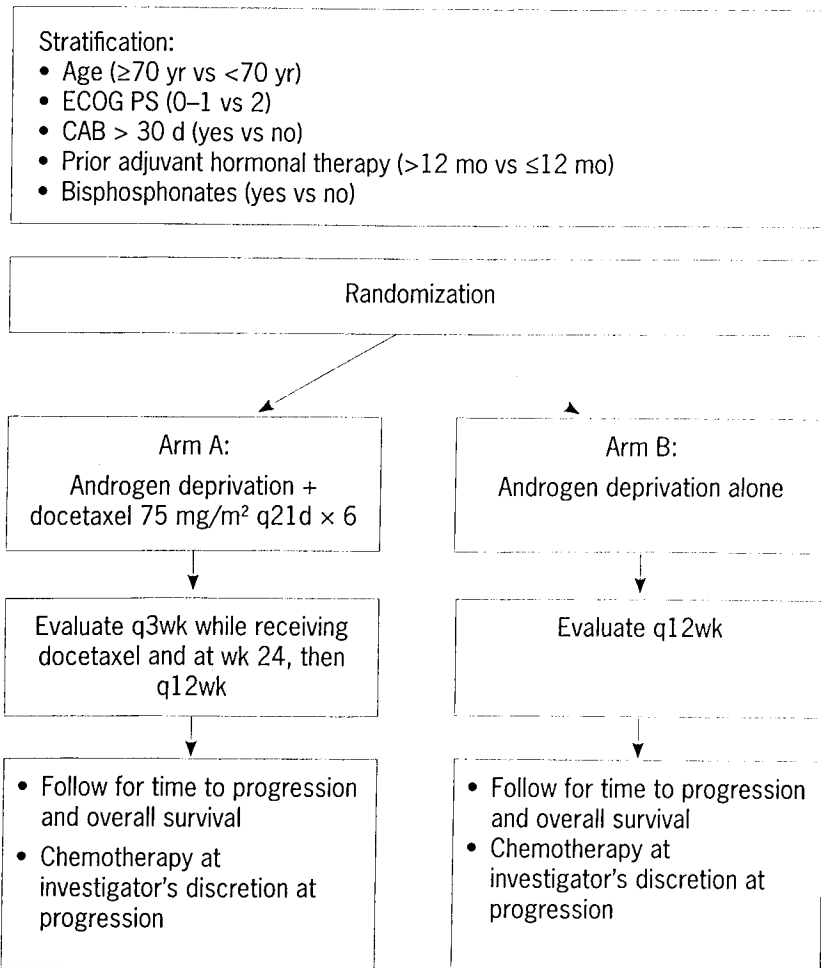 Stratification:
• Age (≥70 yr vs <70 yr)
• ECOG PS (0–1 vs 2)
• CAB > 30 d (yes vs no)
• Prior adjuvant hormonal therapy (>12 mo vs ≤12 mo)
• Bisphosphonates (yes vs no)
Randomization
Arm A:
Androgen deprivation +
docetaxel 75 mg/m² q21d × 6
Arm B:
Androgen deprivation alone
Evaluate q3wk while receiving
docetaxel and at wk 24, then
q12wk
Evaluate q12wk
• Follow for time to progression
and overall survival
• Chemotherapy at
investigator's discretion at
progression
• Follow for time to progression
and overall survival
• Chemotherapy at
investigator's discretion at
progression